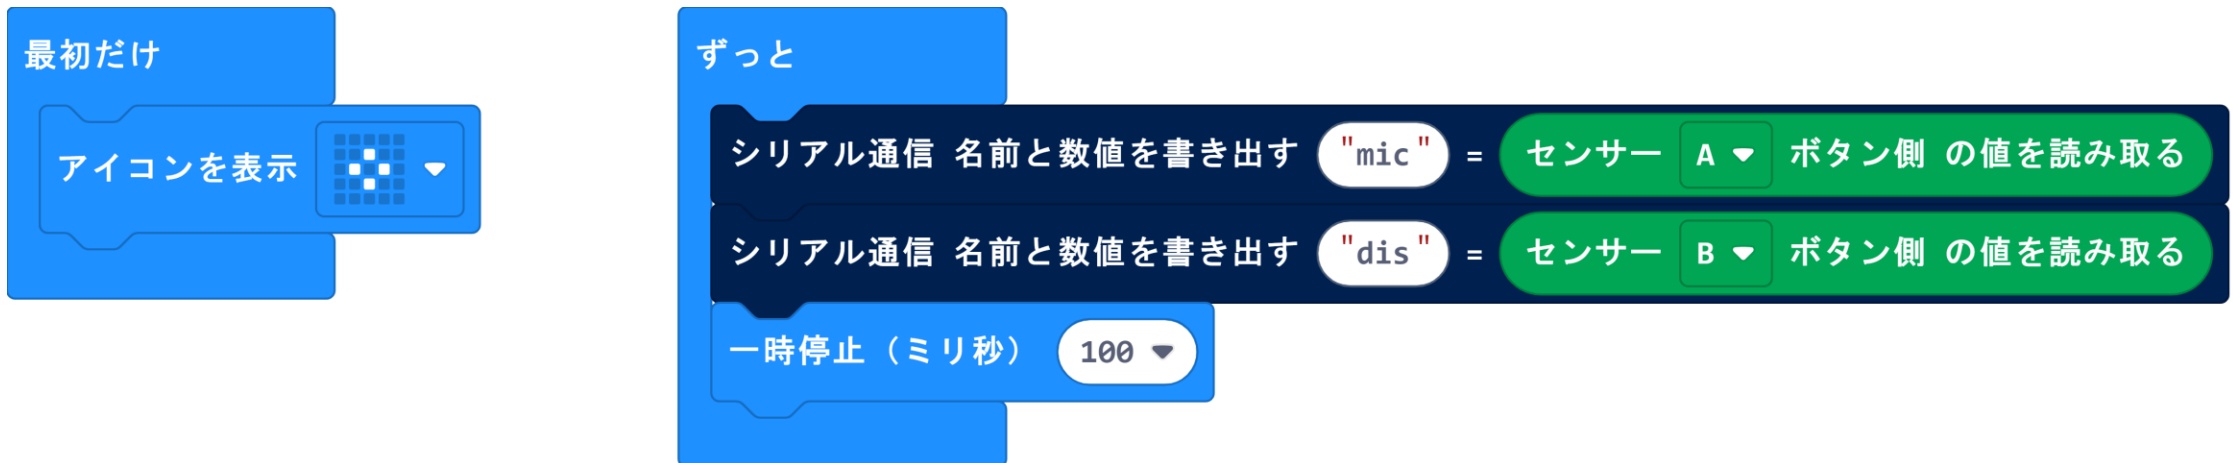 最初だけ
アイコンを表示
ずっと
シリアル通信 名前と数値を書き出す "mic" = センサー A ボタン側 の値を読み取る
シリアル通信 名前と数値を書き出す "dis" = センサー B ボタン側 の値を読み取る
一時停止（ミリ秒） 100